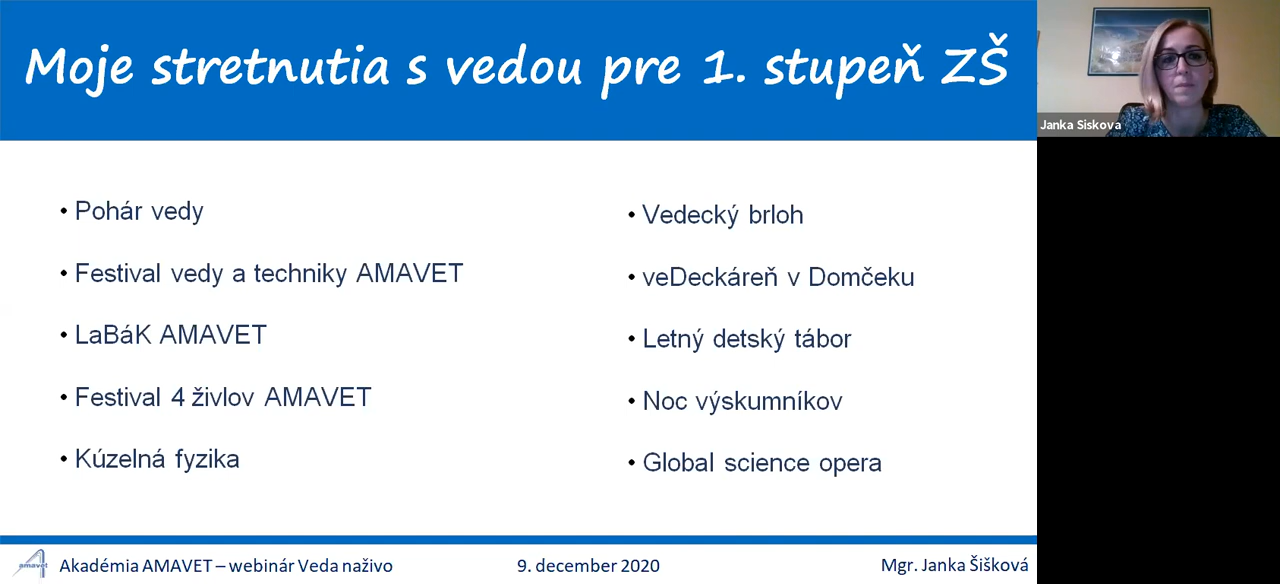 Moje stretnutia s vedou pre 1. stupeň ZŠ
Janka Siskova
• Pohár vedy
• Festival vedy a techniky AMAVET
• LaBáK AMAVET
• Festival 4 živlov AMAVET
• Kúzelná fyzika
• Vedecký brloh
• veDeckáreň v Domčeku
• Letný detský tábor
• Noc výskumníkov
• Global science opera
amavet
Akadémia AMAVET – webinár Veda naživo
9. december 2020
Mgr. Janka Šišková